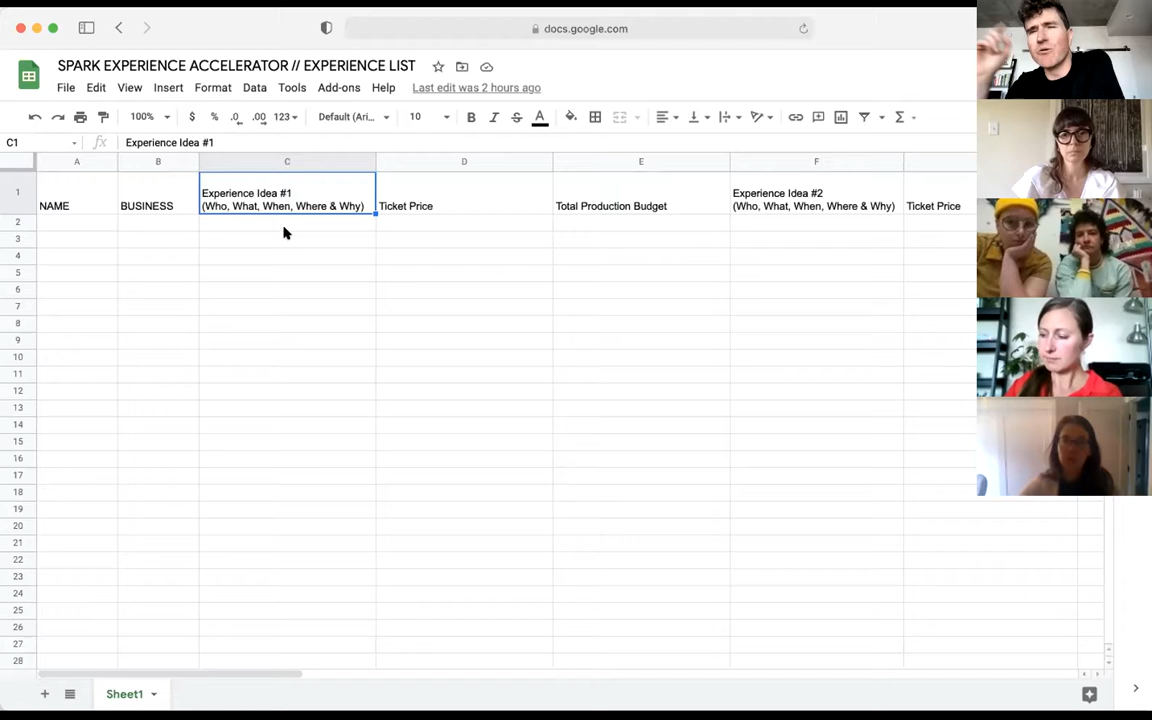 docs.google.com
SPARK EXPERIENCE ACCELERATOR // EXPERIENCE LIST
File Edit View Insert Format Data Tools Add-ons Help Last edit was 2 hours ago
100% $ % .0 .00 123 Default (Ari... 10 B I S A
C1 fx Experience Idea #1
A B C D E F
1 NAME BUSINESS Experience Idea #1
(Who, What, When, Where & Why) Ticket Price Total Production Budget Experience Idea #2
(Who, What, When, Where & Why) Ticket Price
2
3
4
5
6
7
8
9
10
11
12
13
14
15
16
17
18
19
20
21
22
23
24
25
26
27
28
Sheet1